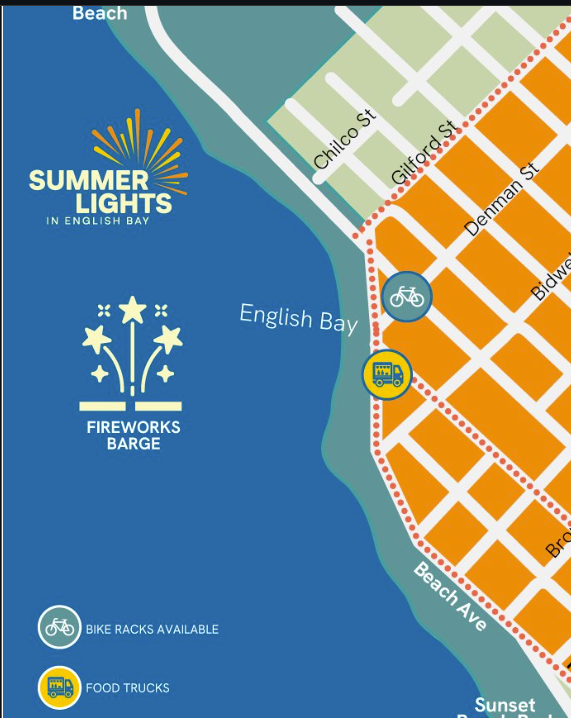 Beach
Chilco St
Gilford St
SUMMER
LIGHTS
IN ENGLISH BAY
Denman St
English Bay
FIREWORKS
BARGE
Beach Ave
BIKE RACKS AVAILABLE
FOOD TRUCKS
Sunset